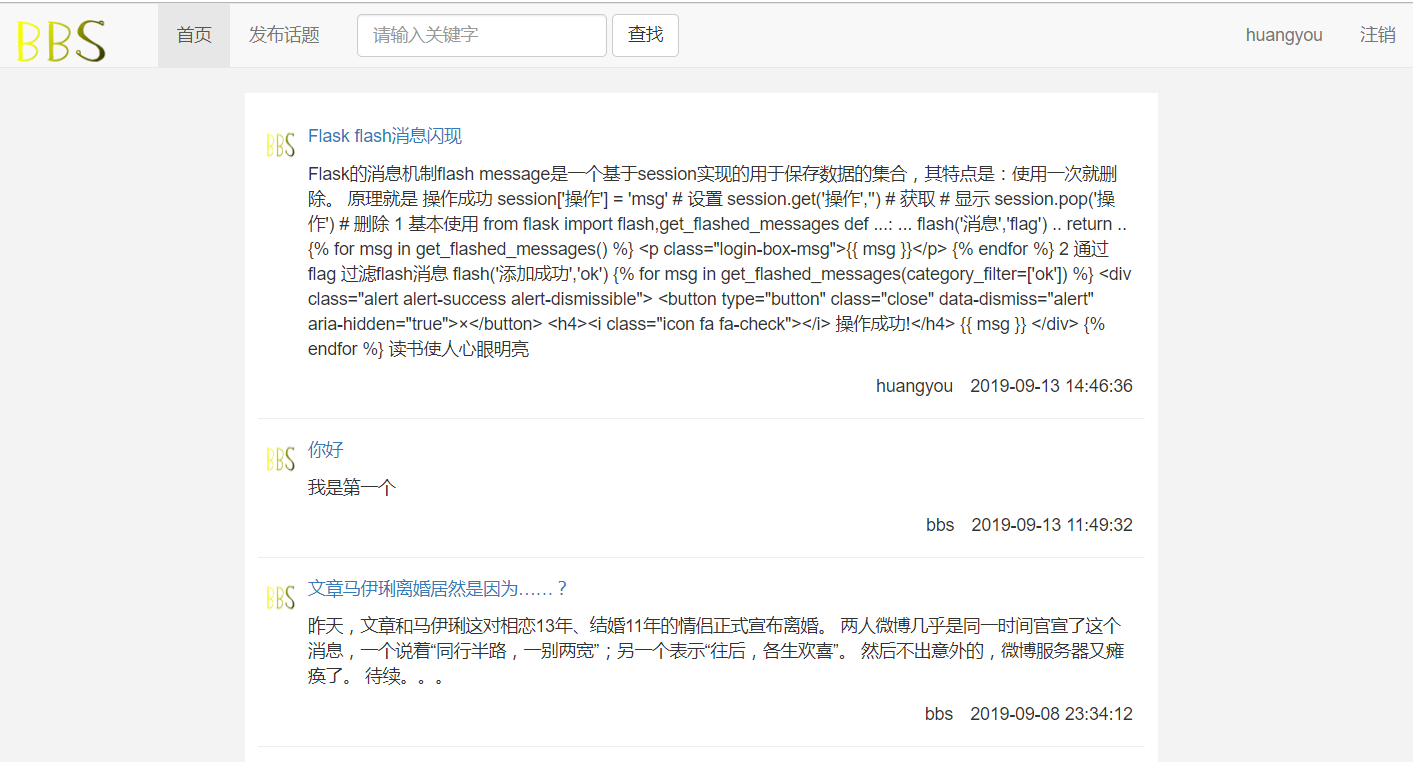 BBS 首页 发布话题 请输入关键字 查找 huangyou 注销
BBS
Flask flash消息闪现
Flask的消息机制flash message是一个基于session实现的用于保存数据的集合，其特点是：使用一次就删
除。 原理就是 操作成功 session['操作'] = 'msg' # 设置 session.get('操作','') # 获取 # 显示 session.pop('操
作') # 删除 1 基本使用 from flask import flash,get_flashed_messages def ...: ... flash('消息','flag') .. return ..
{% for msg in get_flashed_messages() %} <p class="login-box-msg">{{ msg }}</p> {% endfor %} 2 通过
flag 过滤flash消息 flash('添加成功','ok') {% for msg in get_flashed_messages(category_filter=['ok']) %} <div
class="alert alert-success alert-dismissible"> <button type="button" class="close" data-dismiss="alert"
aria-hidden="true">×</button> <h4><i class="icon fa fa-check"></i> 操作成功!</h4> {{ msg }} </div> {%
endfor %} 读书使人心眼明亮
huangyou 2019-09-13 14:46:36
BBS
你好
我是第一个
bbs 2019-09-13 11:49:32
BBS
文章马伊琍离婚居然是因为……？
昨天，文章和马伊琍这对相恋13年、结婚11年的情侣正式宣布离婚。 两人微博几乎是同一时间官宣了这个
消息，一个说着“同行半路，一别两宽”；另一个表示“往后，各生欢喜”。 然后不出意外的，微博服务器又瘫
痪了。 待续。。。
bbs 2019-09-08 23:34:12